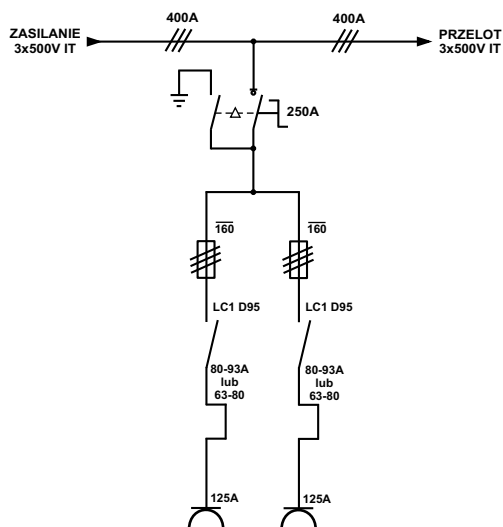 400A
400A
ZASILANIE
3x500V IT
PRZELOT
3x500V IT
250A
160
160
LC1 D95
LC1 D95
80-93A
lub
63-80
80-93A
lub
63-80
125A
125A